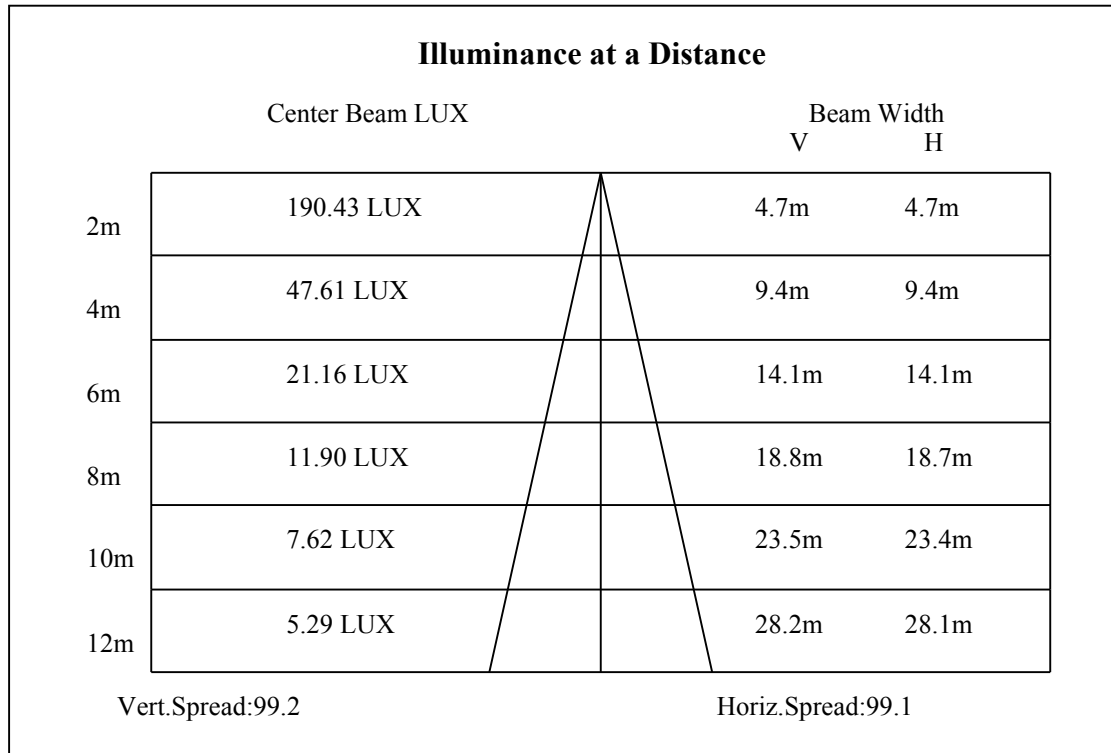 Illuminance at a Distance
Center Beam LUX Beam Width
V H
2m 190.43 LUX 4.7m 4.7m
4m 47.61 LUX 9.4m 9.4m
6m 21.16 LUX 14.1m 14.1m
8m 11.90 LUX 18.8m 18.7m
10m 7.62 LUX 23.5m 23.4m
12m 5.29 LUX 28.2m 28.1m
Vert.Spread:99.2 Horiz.Spread:99.1